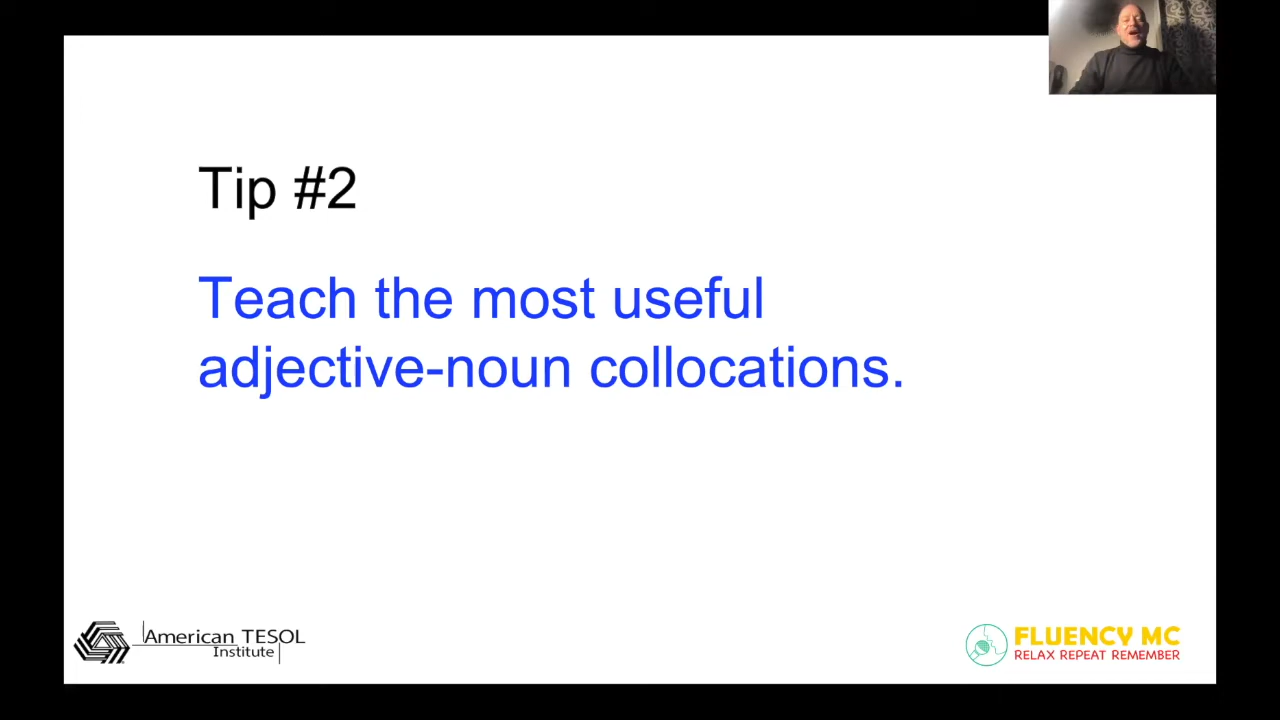 Tip #2
Teach the most useful
adjective-noun collocations.
American TESOL
Institute
FLUENCY MC
RELAX REPEAT REMEMBER